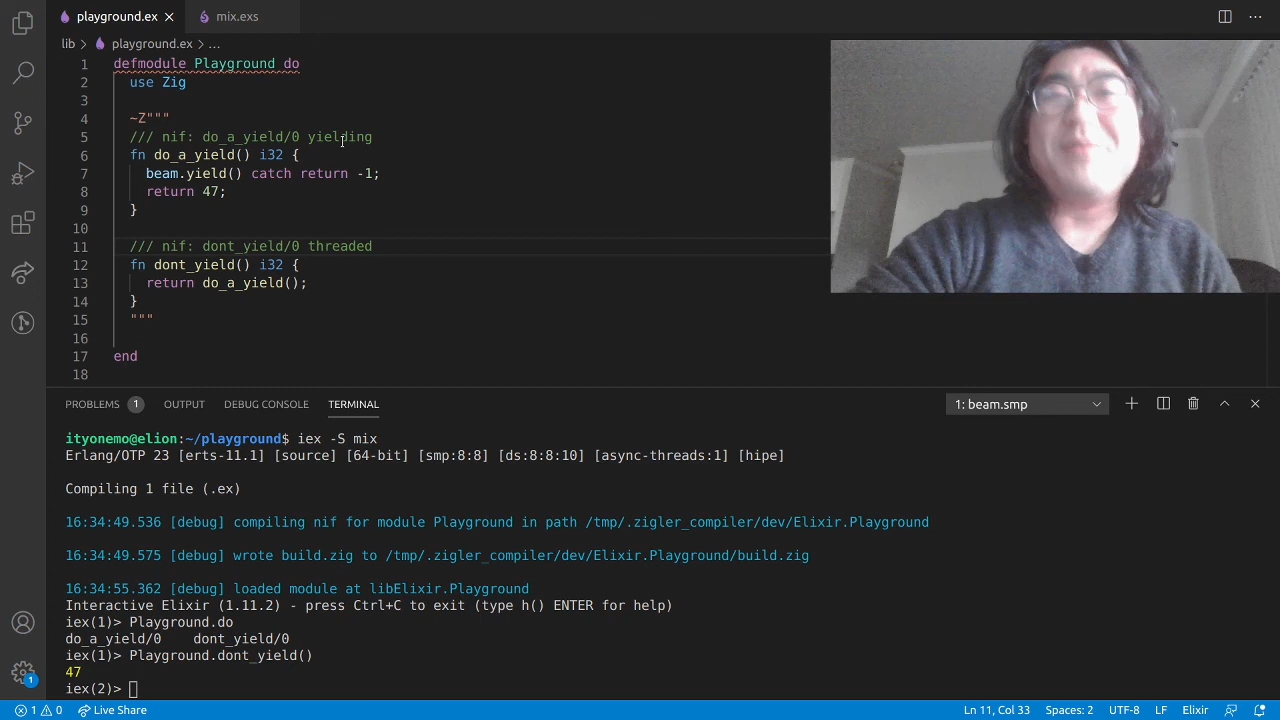 playground.ex
mix.exs
lib
playground.ex
...
1 defmodule Playground do
2 use Zig
3
4 ~Z"""
5 /// nif: do_a_yield/0 yielding
6 fn do_a_yield() i32 {
7 beam.yield() catch return -1;
8 return 47;
9 }
10
11 /// nif: dont_yield/0 threaded
12 fn dont_yield() i32 {
13 return do_a_yield();
14 }
15 """
16
17 end
18
PROBLEMS 1 OUTPUT DEBUG CONSOLE TERMINAL 1: beam.smp
ityonemo@elion:~/playground$ iex -S mix
Erlang/OTP 23 [erts-11.1] [source] [64-bit] [smp:8:8] [ds:8:8:10] [async-threads:1] [hipe]
Compiling 1 file (.ex)
16:34:49.536 [debug] compiling nif for module Playground in path /tmp/.zigler_compiler/dev/Elixir.Playground
16:34:49.575 [debug] wrote build.zig to /tmp/.zigler_compiler/dev/Elixir.Playground/build.zig
16:34:55.362 [debug] loaded module at libElixir.Playground
Interactive Elixir (1.11.2) - press Ctrl+C to exit (type h() ENTER for help)
iex(1)> Playground.do
do_a_yield/0 dont_yield/0
iex(1)> Playground.dont_yield()
47
iex(2)>
1
1 0 Live Share Ln 11, Col 33 Spaces: 2 UTF-8 LF Elixir